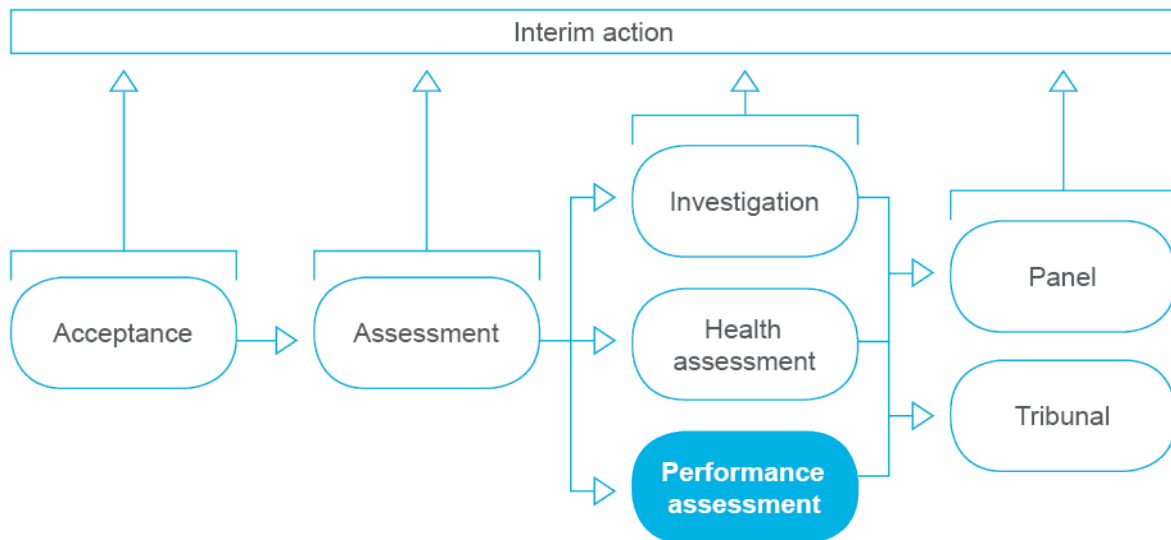 Interim action
Acceptance
Assessment
Investigation
Health
assessment
Performance
assessment
Panel
Tribunal